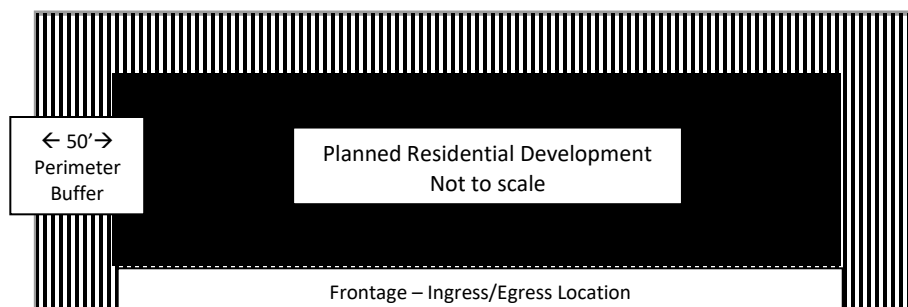 ← 50’→
Perimeter
Buffer
Planned Residential Development
Not to scale
Frontage – Ingress/Egress Location